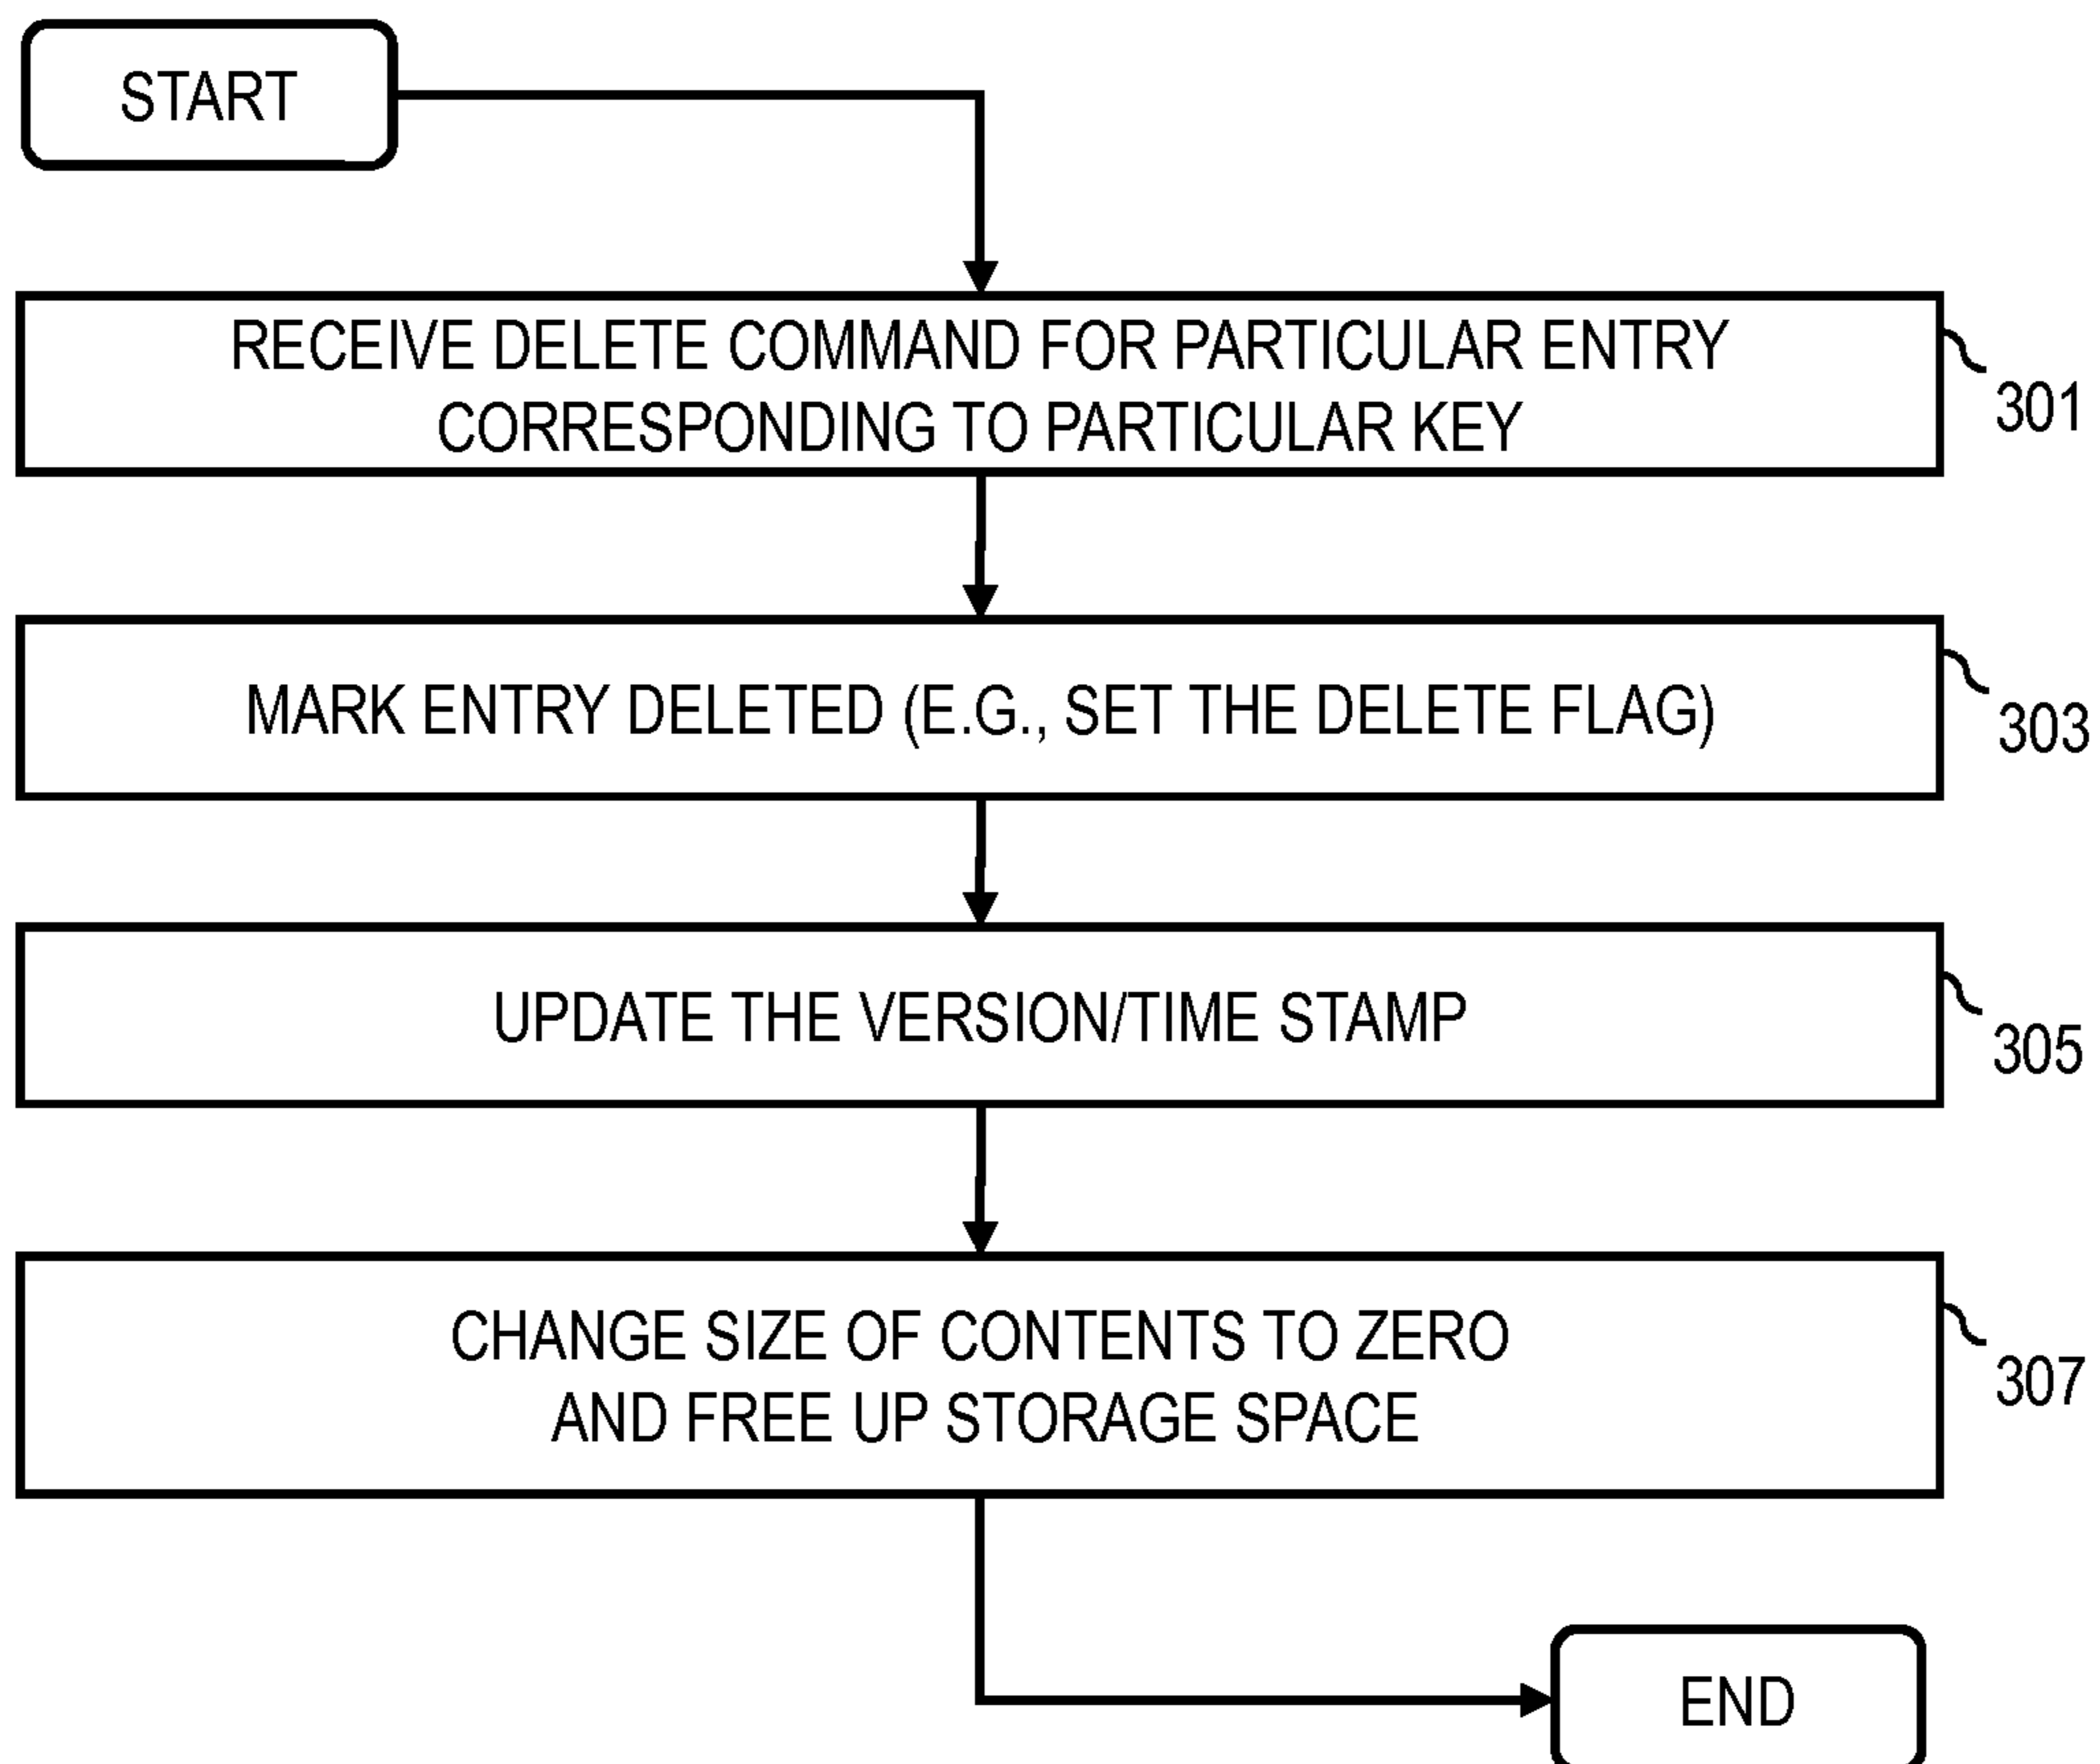 START
RECEIVE DELETE COMMAND FOR PARTICULAR ENTRY
CORRESPONDING TO PARTICULAR KEY
301
MARK ENTRY DELETED (E.G., SET THE DELETE FLAG)
303
UPDATE THE VERSION/TIME STAMP
305
CHANGE SIZE OF CONTENTS TO ZERO
AND FREE UP STORAGE SPACE
307
END